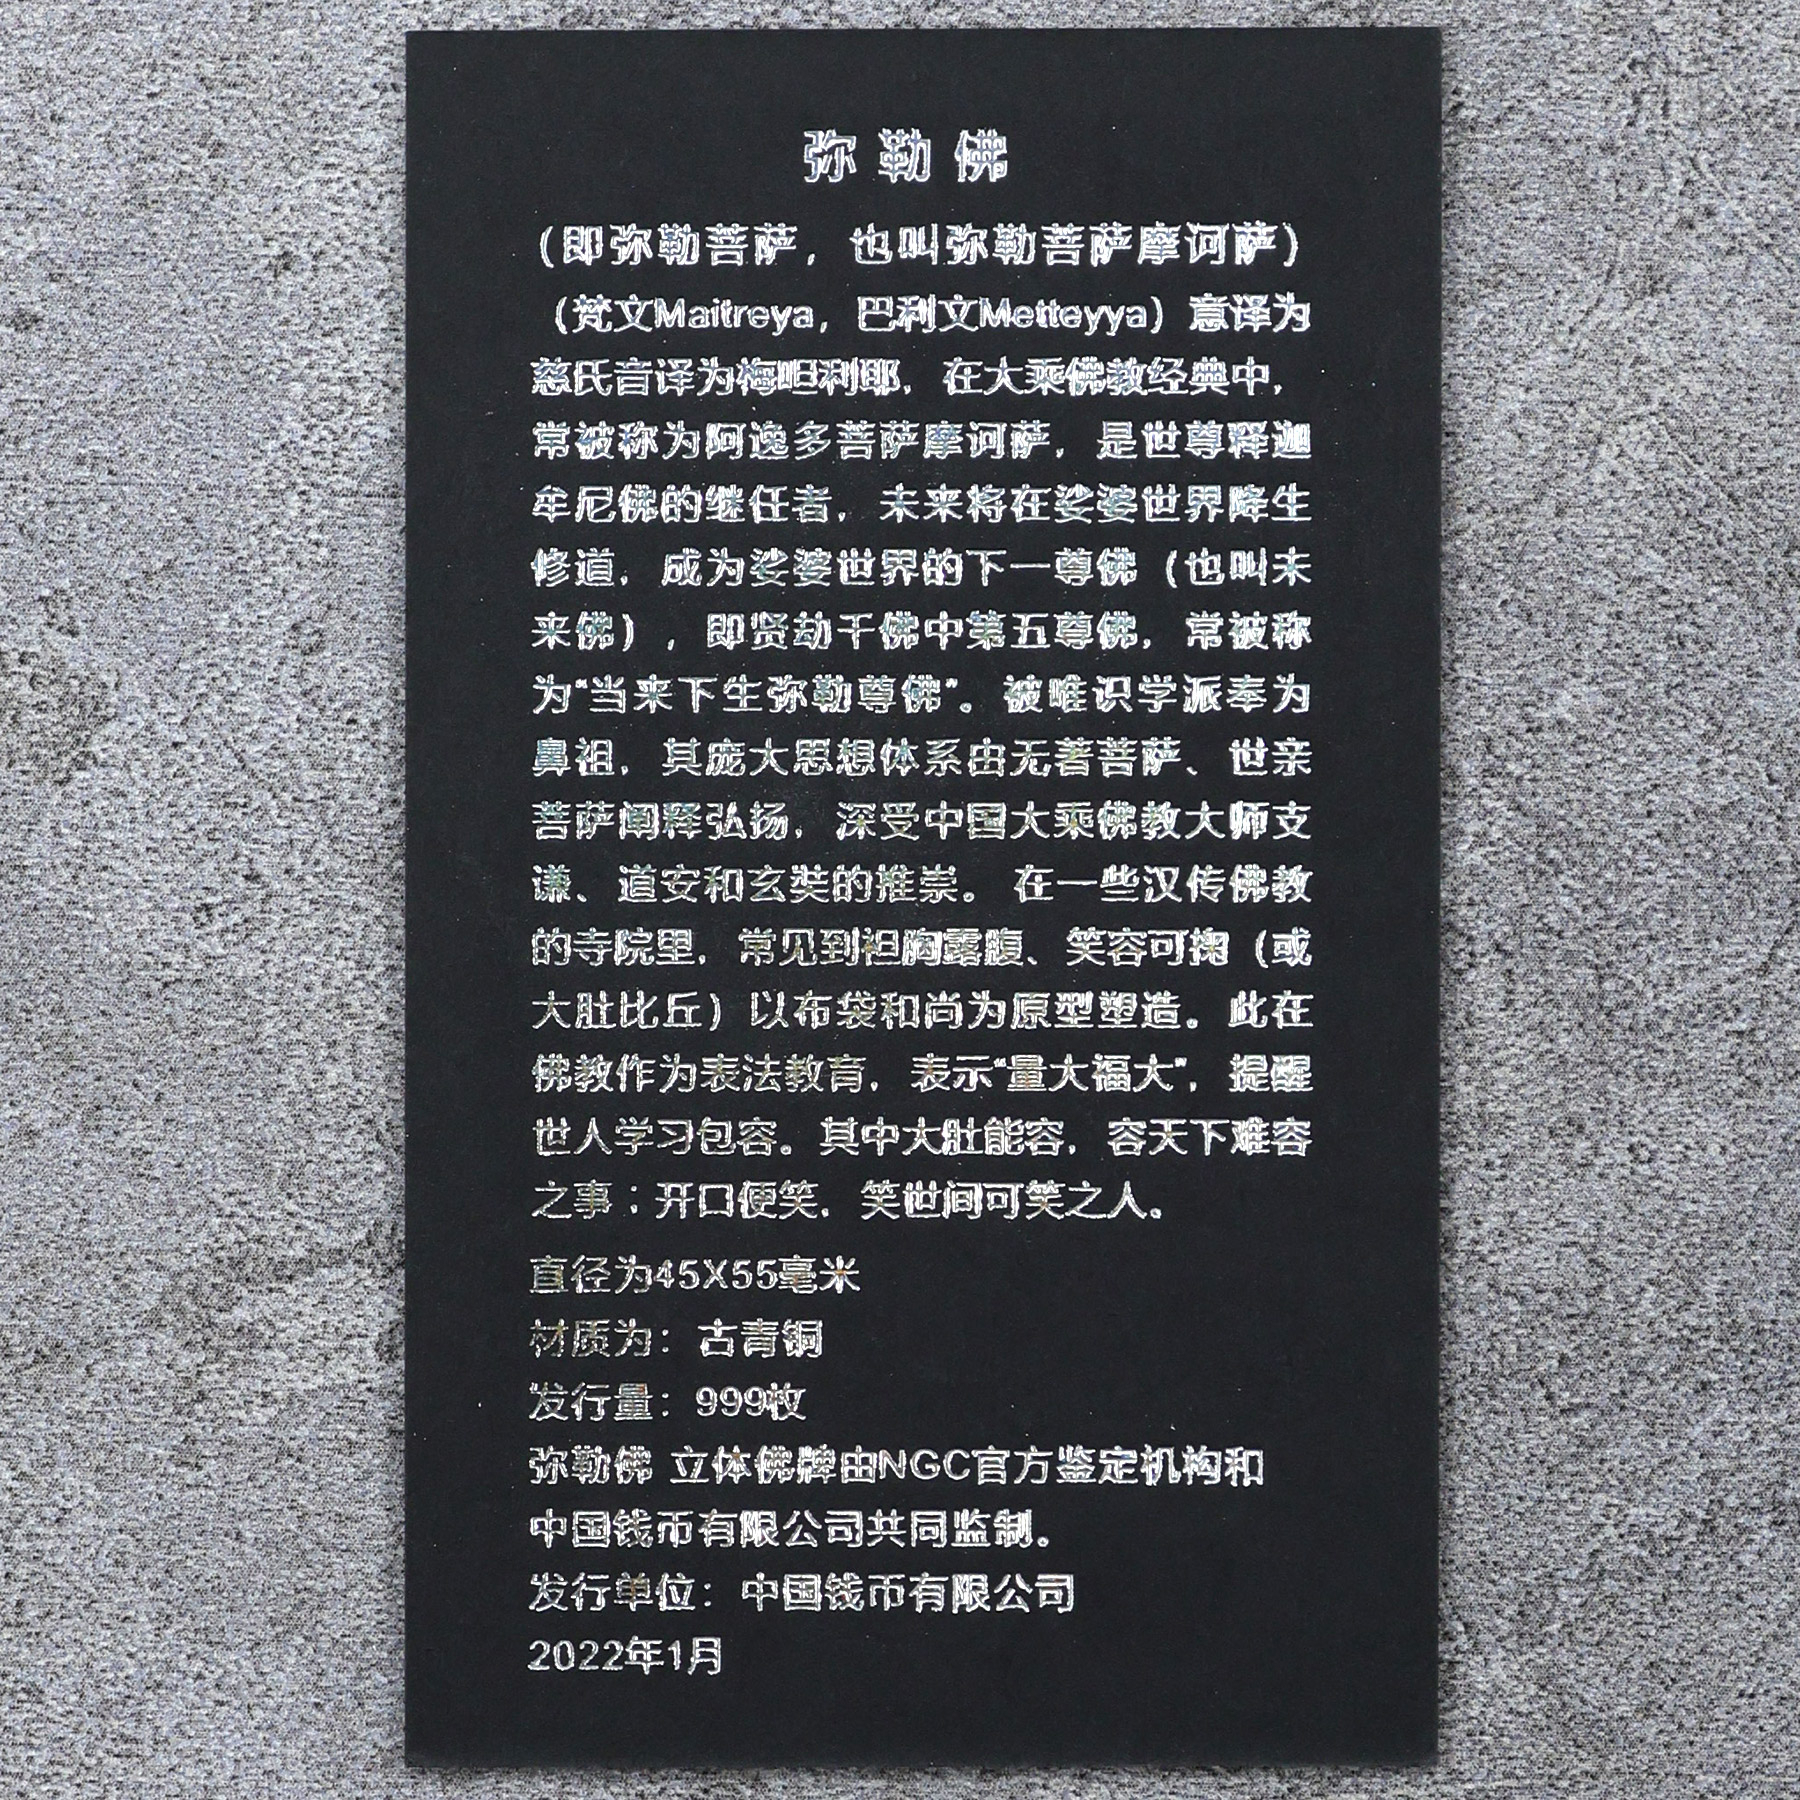 弥勒佛
（即弥勒菩萨，也叫弥勒菩萨摩诃萨）
（梵文Maitreya，巴利文Metteyya）意译为
慈氏音译为梅呾利耶，在大乘佛教经典中，
常被称为阿逸多菩萨摩诃萨，是世尊释迦
牟尼佛的继任者，未来将在娑婆世界降生
修道，成为娑婆世界的下一尊佛（也叫未
来佛），即贤劫千佛中第五尊佛，常被称
为“当来下生弥勒尊佛”。被唯识学派奉为
鼻祖，其庞大思想体系由无著菩萨、世亲
菩萨阐释弘扬，深受中国大乘佛教大师支
谦、道安和玄奘的推崇。在一些汉传佛教
的寺院里，常见到袒胸露腹、笑容可掬（或
大肚比丘）以布袋和尚为原型塑造。此在
佛教作为表法教育，表示“量大福大”，提醒
世人学习包容。其中大肚能容，容天下难容
之事；开口便笑，笑世间可笑之人。
直径为45X55毫米
材质为：古青铜
发行量：999枚
弥勒佛 立体佛牌由NGC官方鉴定机构和
中国钱币有限公司共同监制。
发行单位：中国钱币有限公司
2022年1月